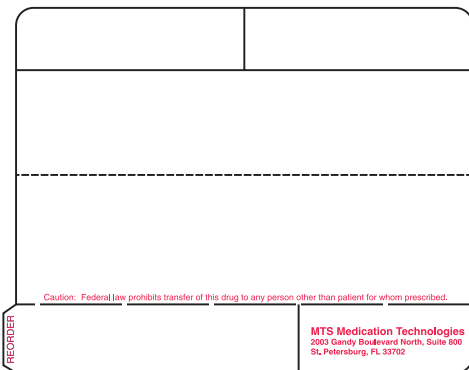 Caution: Federal law prohibits transfer of this drug to any person other than patient for whom prescribed.
REORDER
MTS Medication Technologies
2003 Gandy Boulevard North, Suite 800
St. Petersburg, FL 33702